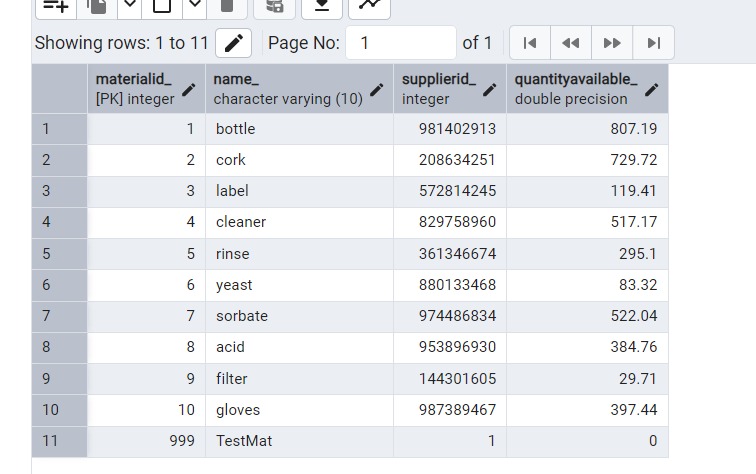 Showing rows: 1 to 11 Page No: 1 of 1
materialid_ name_ supplierid_ quantityavailable_
[PK] integer character varying (10) integer double precision
1 1 bottle 981402913 807.19
2 2 cork 208634251 729.72
3 3 label 572814245 119.41
4 4 cleaner 829758960 517.17
5 5 rinse 361346674 295.1
6 6 yeast 880133468 83.32
7 7 sorbate 974486834 522.04
8 8 acid 953896930 384.76
9 9 filter 144301605 29.71
10 10 gloves 987389467 397.44
11 999 TestMat 1 0